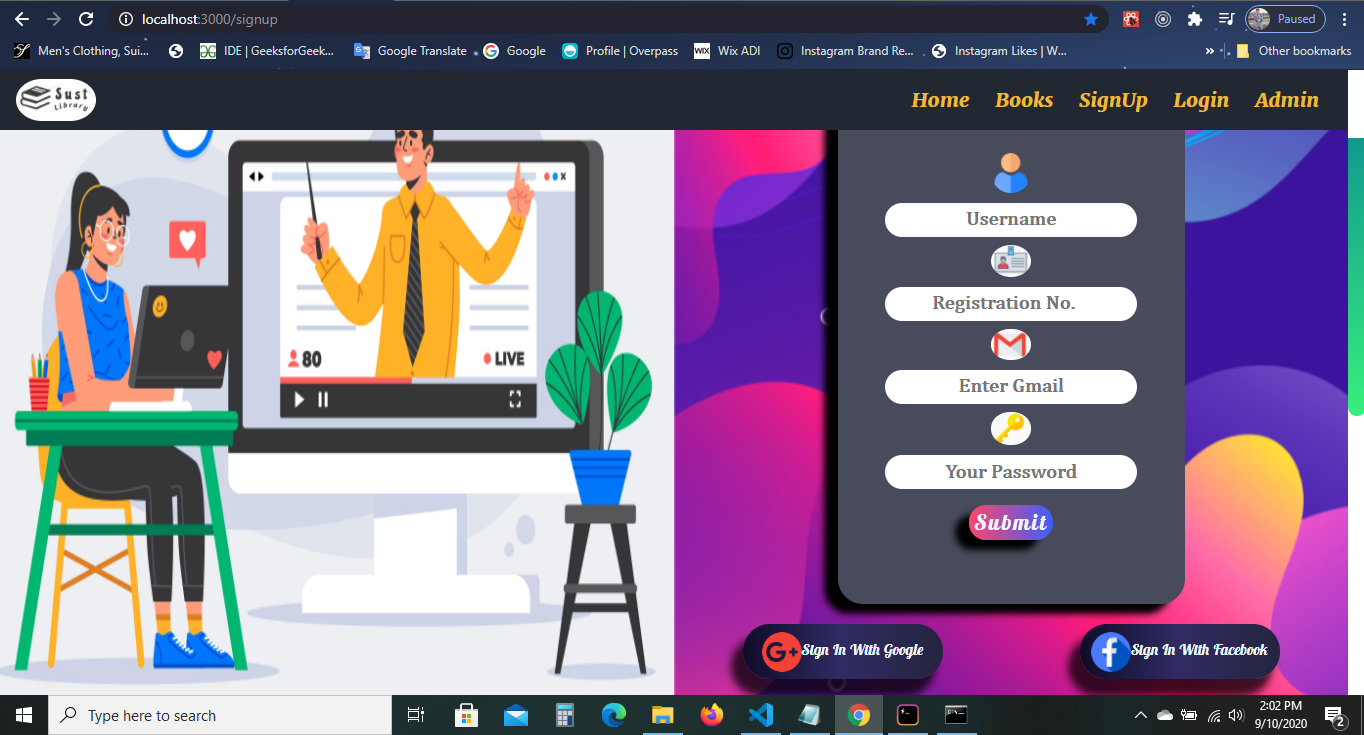 localhost:3000/signup
Paused
Men's Clothing, Sui...
IDE | GeeksforGeek...
Google Translate
Google
Profile | Overpass
WIX Wix ADI
Instagram Brand Re...
Instagram Likes | W...
» Other bookmarks
Sust
Library
Home Books SignUp Login Admin
80
LIVE
Username
Registration No.
Enter Gmail
Your Password
Submit
G+ Sign In With Google
f Sign In With Facebook
Type here to search
2:02 PM
9/10/2020
2